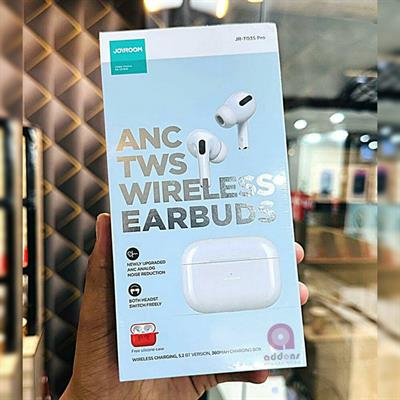 JR-T03S Pro
JOYROOM
ANC
TWS
WIRELESS
EARBUDS
NEWLY UPGRADED
ANC ANALOG
NOISE REDUCTION
BOTH HEADST
SWITCH FREELY
Free silicone case
WIRELESS CHARGING, 5.2 BT VERSION, 360MAH CHARGING BOX
addons